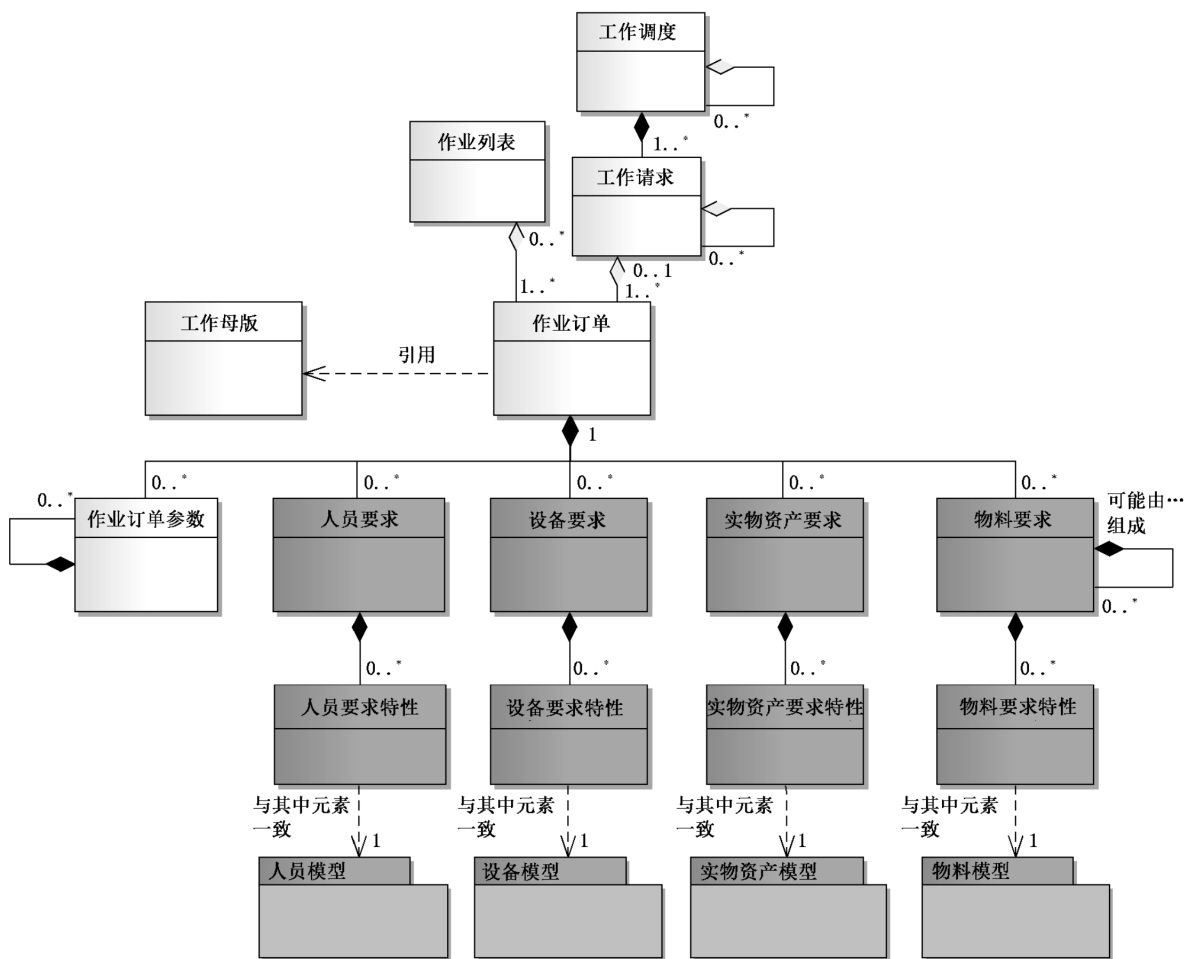 工作调度
0..*
1..*
作业列表
工作请求
0..*
0..*
0..1
1..*
1..*
工作母版
引用
作业订单
1
0..*
0..*
0..*
0..*
0..*
0..*
作业订单参数
人员要求
设备要求
实物资产要求
物料要求
可能由…
组成
0..*
0..*
0..*
0..*
0..*
人员要求特性
设备要求特性
实物资产要求特性
物料要求特性
与其中元素
一致
1
与其中元素
一致
1
与其中元素
一致
1
与其中元素
一致
1
人员模型
设备模型
实物资产模型
物料模型